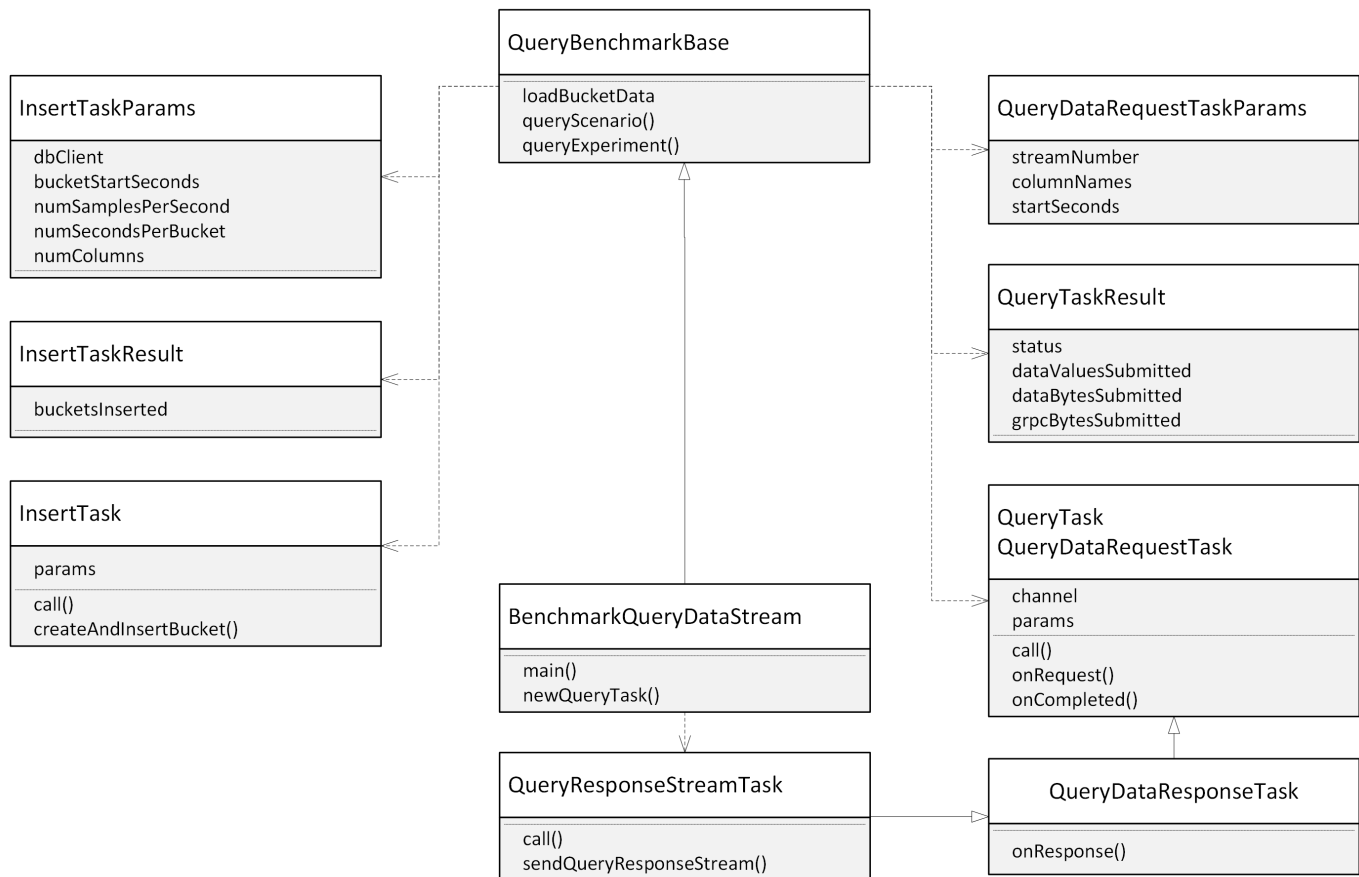 QueryBenchmarkBase
loadBucketData
queryScenario()
queryExperiment()
InsertTaskParams
dbClient
bucketStartSeconds
numSamplesPerSecond
numSecondsPerBucket
numColumns
QueryDataRequestTaskParams
streamNumber
columnNames
startSeconds
InsertTaskResult
bucketsInserted
QueryTaskResult
status
dataValuesSubmitted
dataBytesSubmitted
grpcBytesSubmitted
InsertTask
params
call()
createAndInsertBucket()
QueryTask
QueryDataRequestTask
channel
params
call()
onRequest()
onCompleted()
BenchmarkQueryDataStream
main()
newQueryTask()
QueryResponseStreamTask
call()
sendQueryResponseStream()
QueryDataResponseTask
onResponse()